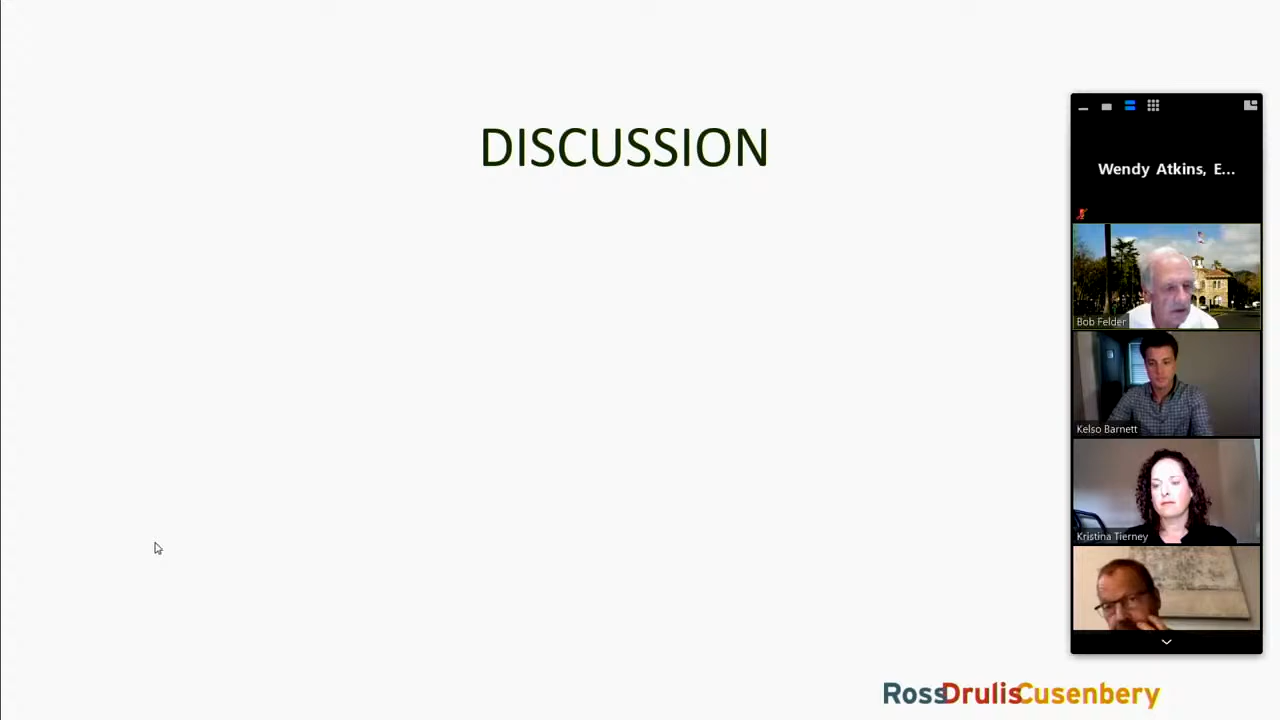 DISCUSSION
Wendy Atkins, E...
Bob Felder
Kelso Barnett
Kristina Tierney
RossDrulisCusenbery